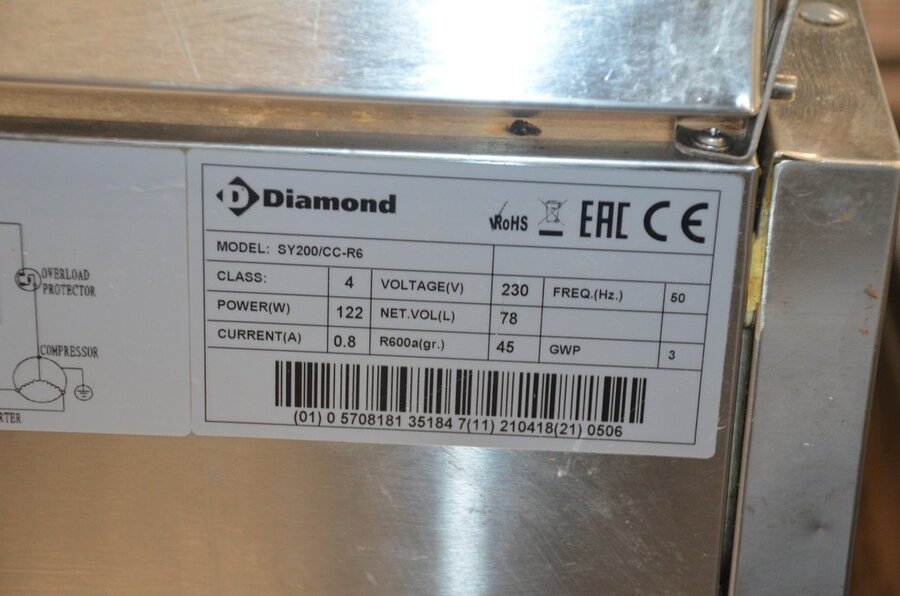 OVERLOAD
PROTECTOR
COMPRESSOR
RTER
Diamond
RoHS EAC CE
MODEL: SY200/CC-R6
CLASS: 4 VOLTAGE(V) 230 FREQ.(Hz.) 50
POWER(W) 122 NET.VOL(L) 78
CURRENT(A) 0.8 R600a(gr.) 45 GWP 3
(01) 0 5708181 35184 7(11) 210418(21) 0506